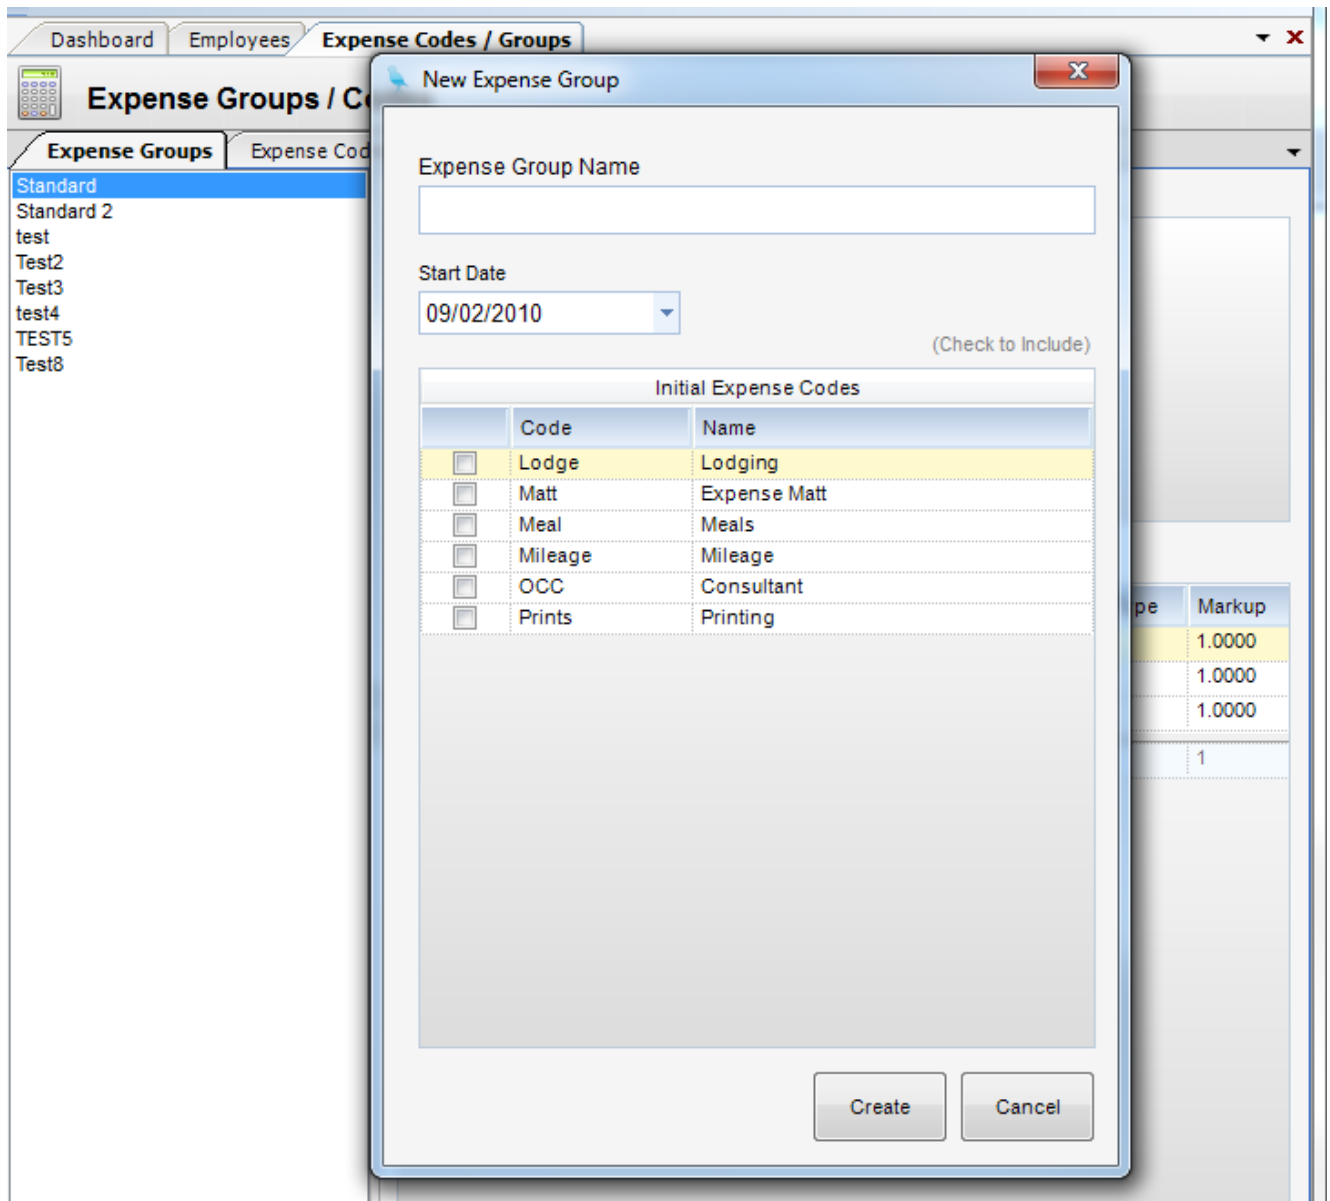 Dashboard Employees Expense Codes / Groups
Expense Groups /
Expense Groups Expense
Standard
Standard 2
test
Test2
Test3
test4
TEST5
Test8
New Expense Group
Expense Group Name
Start Date
09/02/2010
(Check to Include)
Initial Expense Codes
Code Name
Lodge Lodging
Matt Expense Matt
Meal Meals
Mileage Mileage
OCC Consultant
Prints Printing
Create Cancel
Markup
1.0000
1.0000
1.0000
1